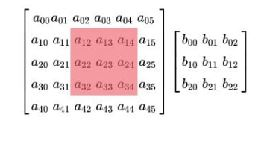 a₀₀ a₀₁ a₀₂ a₀₃ a₀₄ a₀₅
a₁₀ a₁₁ a₁₂ a₁₃ a₁₄ a₁₅ b₀₀ b₀₁ b₀₂
a₂₀ a₂₁ a₂₂ a₂₃ a₂₄ a₂₅ b₁₀ b₁₁ b₁₂
a₃₀ a₃₁ a₃₂ a₃₃ a₃₄ a₃₅ b₂₀ b₂₁ b₂₂
a₄₀ a₄₁ a₄₂ a₄₃ a₄₄ a₄₅